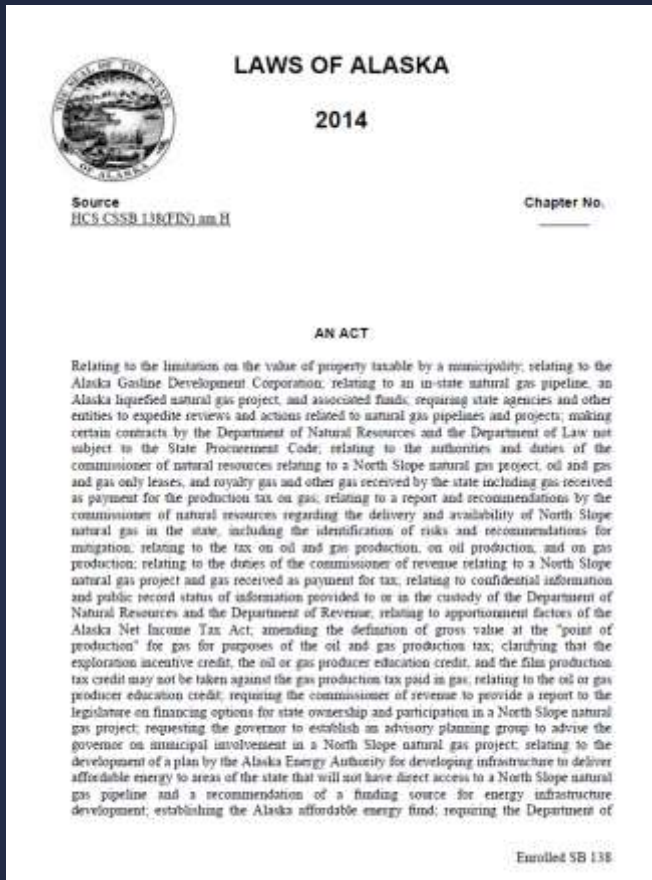 LAWS OF ALASKA
2014
THE SEAL OF THE STATE
OF ALASKA
Source
HCS CSSB 138(FIN) am H
Chapter No.
AN ACT
Relating to the limitation on the value of property taxable by a municipality; relating to the
Alaska Gasline Development Corporation; relating to an in-state natural gas pipeline, an
Alaska liquefied natural gas project, and associated funds; requiring state agencies and other
entities to expedite reviews and actions related to natural gas pipelines and projects; making
certain contracts by the Department of Natural Resources and the Department of Law not
subject to the State Procurement Code; relating to the authorities and duties of the
commissioner of natural resources relating to a North Slope natural gas project, oil and gas
and gas only leases, and royalty gas and other gas received by the state including gas received
as payment for the production tax on gas; relating to a report and recommendations by the
commissioner of natural resources regarding the delivery and availability of North Slope
natural gas in the state, including the identification of risks and recommendations for
mitigation; relating to the tax on oil and gas production, on oil production, and on gas
production; relating to the duties of the commissioner of revenue relating to a North Slope
natural gas project and gas received as payment for tax; relating to confidential information
and public record status of information provided to or in the custody of the Department of
Natural Resources and the Department of Revenue; relating to apportionment factors of the
Alaska Net Income Tax Act; amending the definition of gross value at the "point of
production" for gas for purposes of the oil and gas production tax; clarifying that the
exploration incentive credit, the oil or gas producer education credit, and the film production
tax credit may not be taken against the gas production tax paid in gas; relating to the oil or gas
producer education credit; requiring the commissioner of revenue to provide a report to the
legislature on financing options for state ownership and participation in a North Slope natural
gas project; requesting the governor to establish an advisory planning group to advise the
governor on municipal involvement in a North Slope natural gas project; relating to the
development of a plan by the Alaska Energy Authority for developing infrastructure to deliver
affordable energy to areas of the state that will not have direct access to a North Slope natural
gas pipeline and a recommendation of a funding source for energy infrastructure
development; establishing the Alaska affordable energy fund; requiring the Department of
Enrolled SB 138